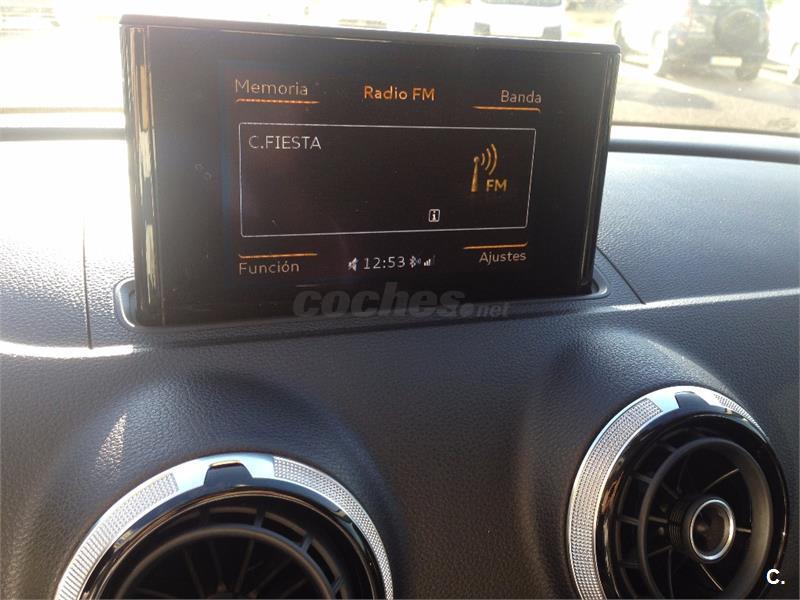 Memoria Radio FM Banda
C.FIESTA
FM
i
Función 12:53 Ajustes
coches.net
C.